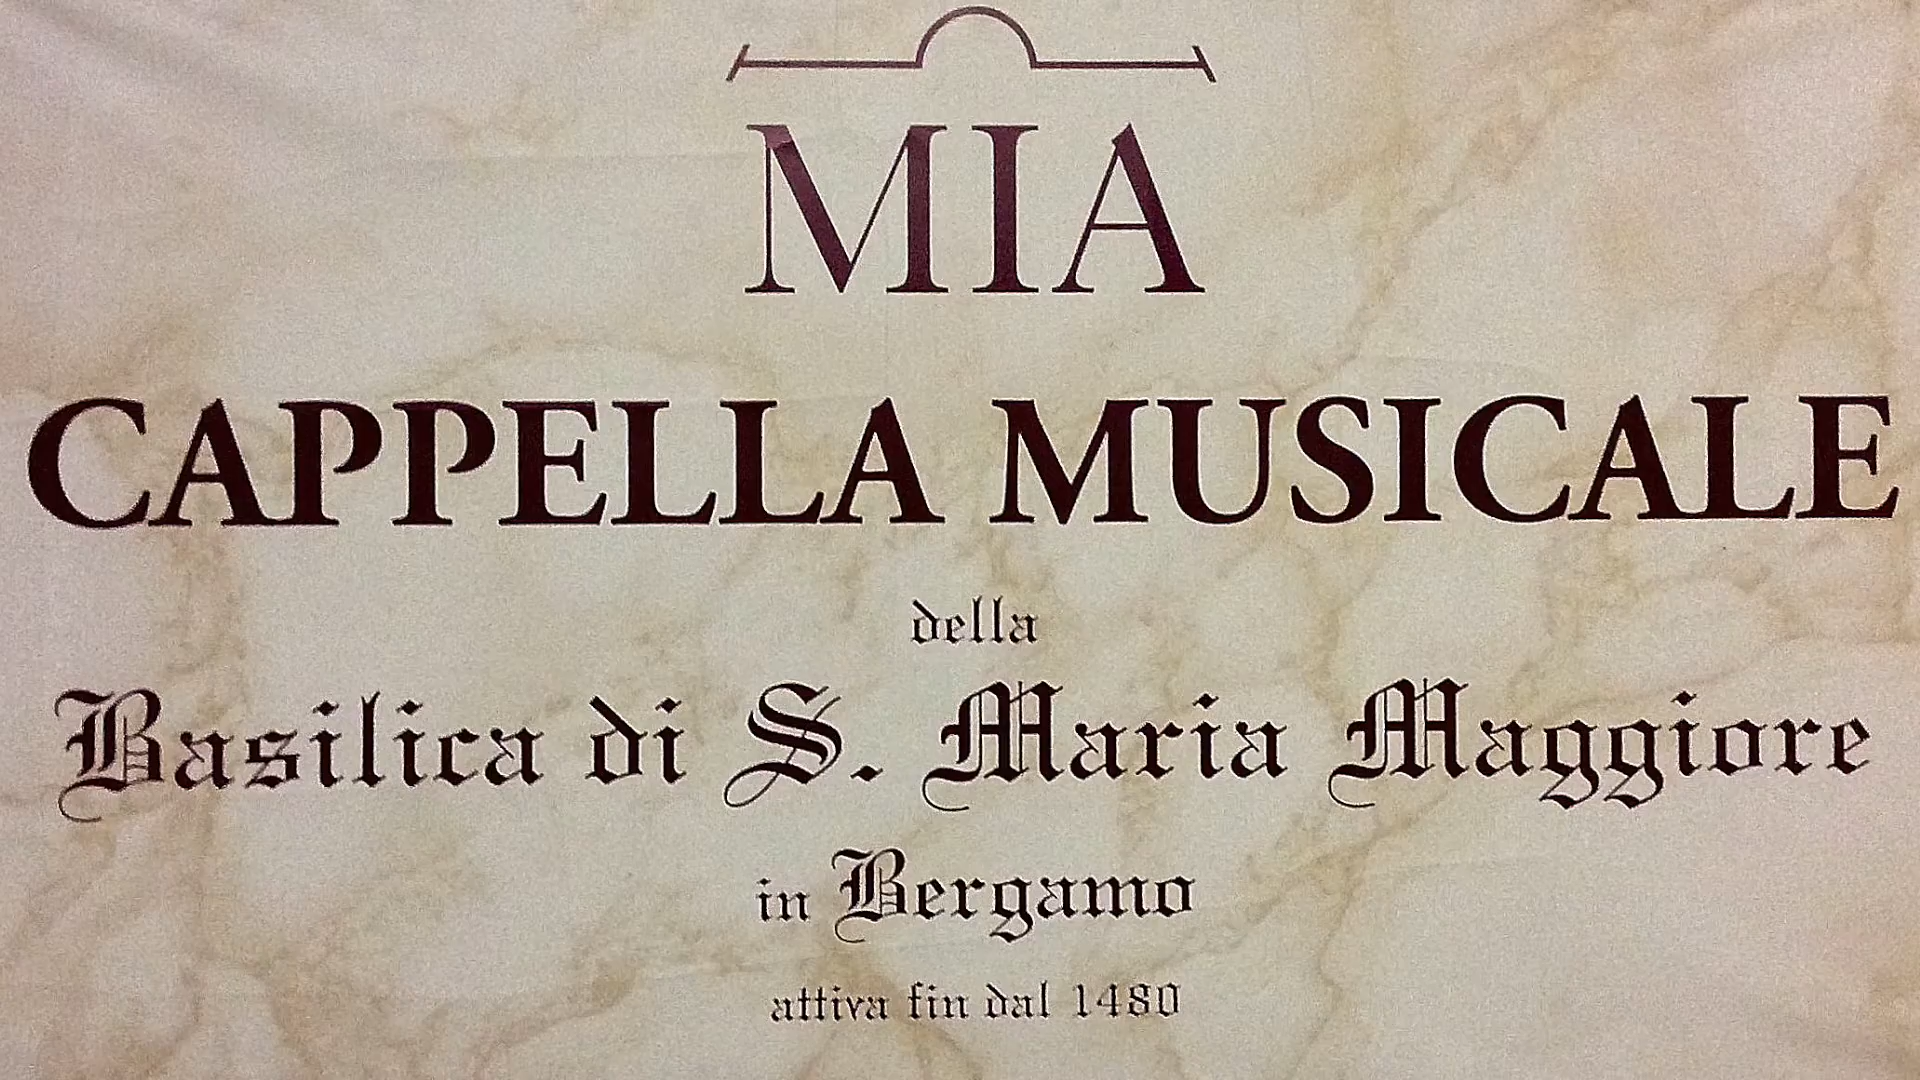 MIA
CAPPELLA MUSICALE
della
Basilica di S. Maria Maggiore
in Bergamo
attiva fin dal 1480